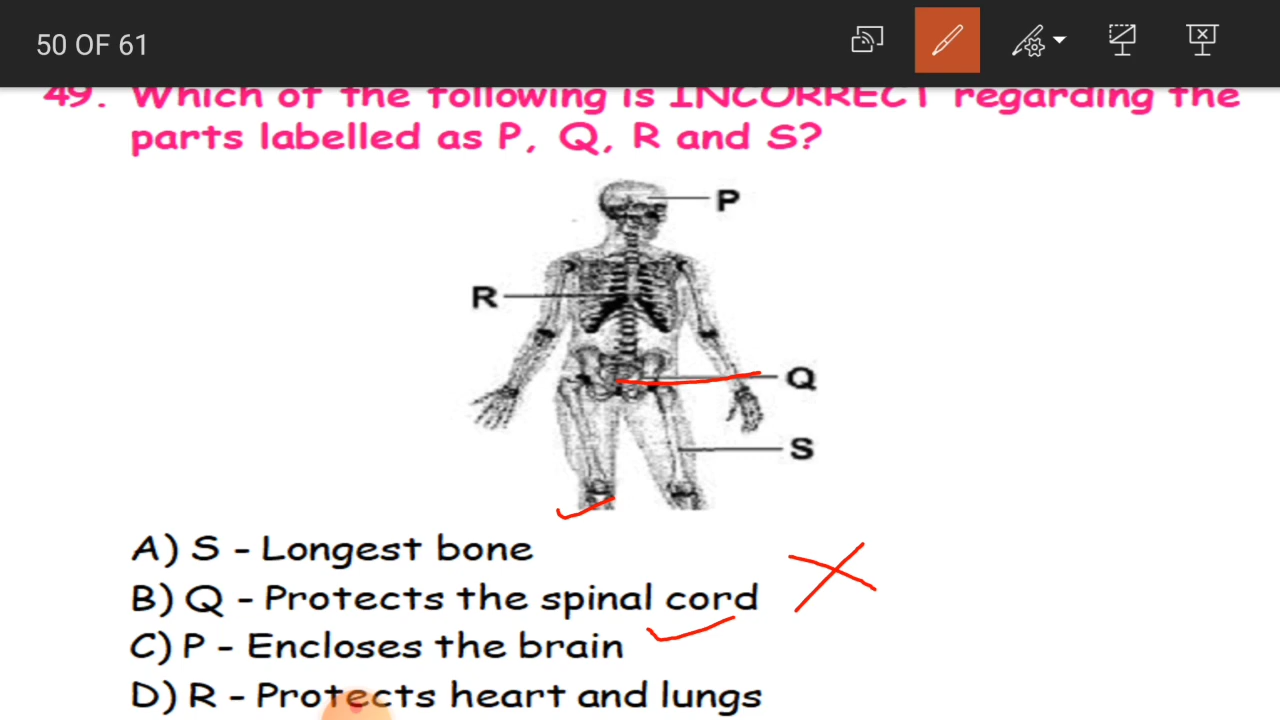 50 OF 61
49. Which of the following is INCORRECT regarding the
parts labelled as P, Q, R and S?
P
R
Q
S
A) S - Longest bone
B) Q - Protects the spinal cord
C) P - Encloses the brain
D) R - Protects heart and lungs